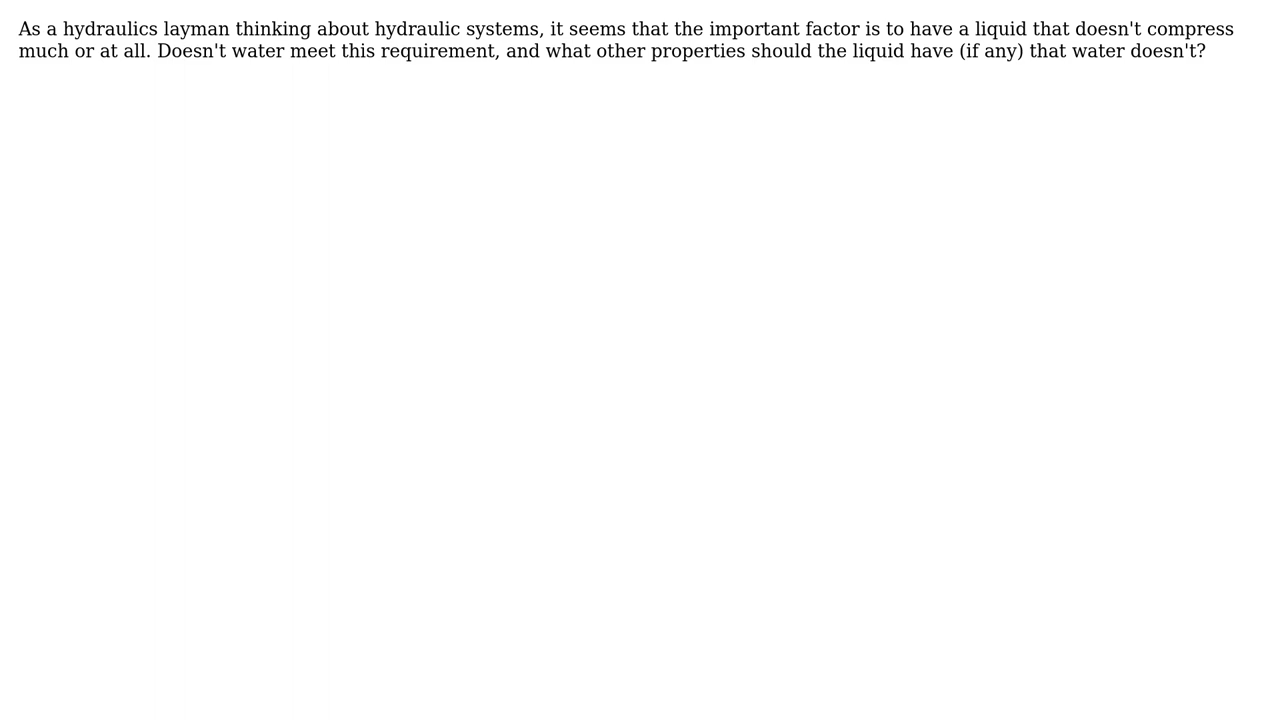 As a hydraulics layman thinking about hydraulic systems, it seems that the important factor is to have a liquid that doesn't compress
much or at all. Doesn't water meet this requirement, and what other properties should the liquid have (if any) that water doesn't?